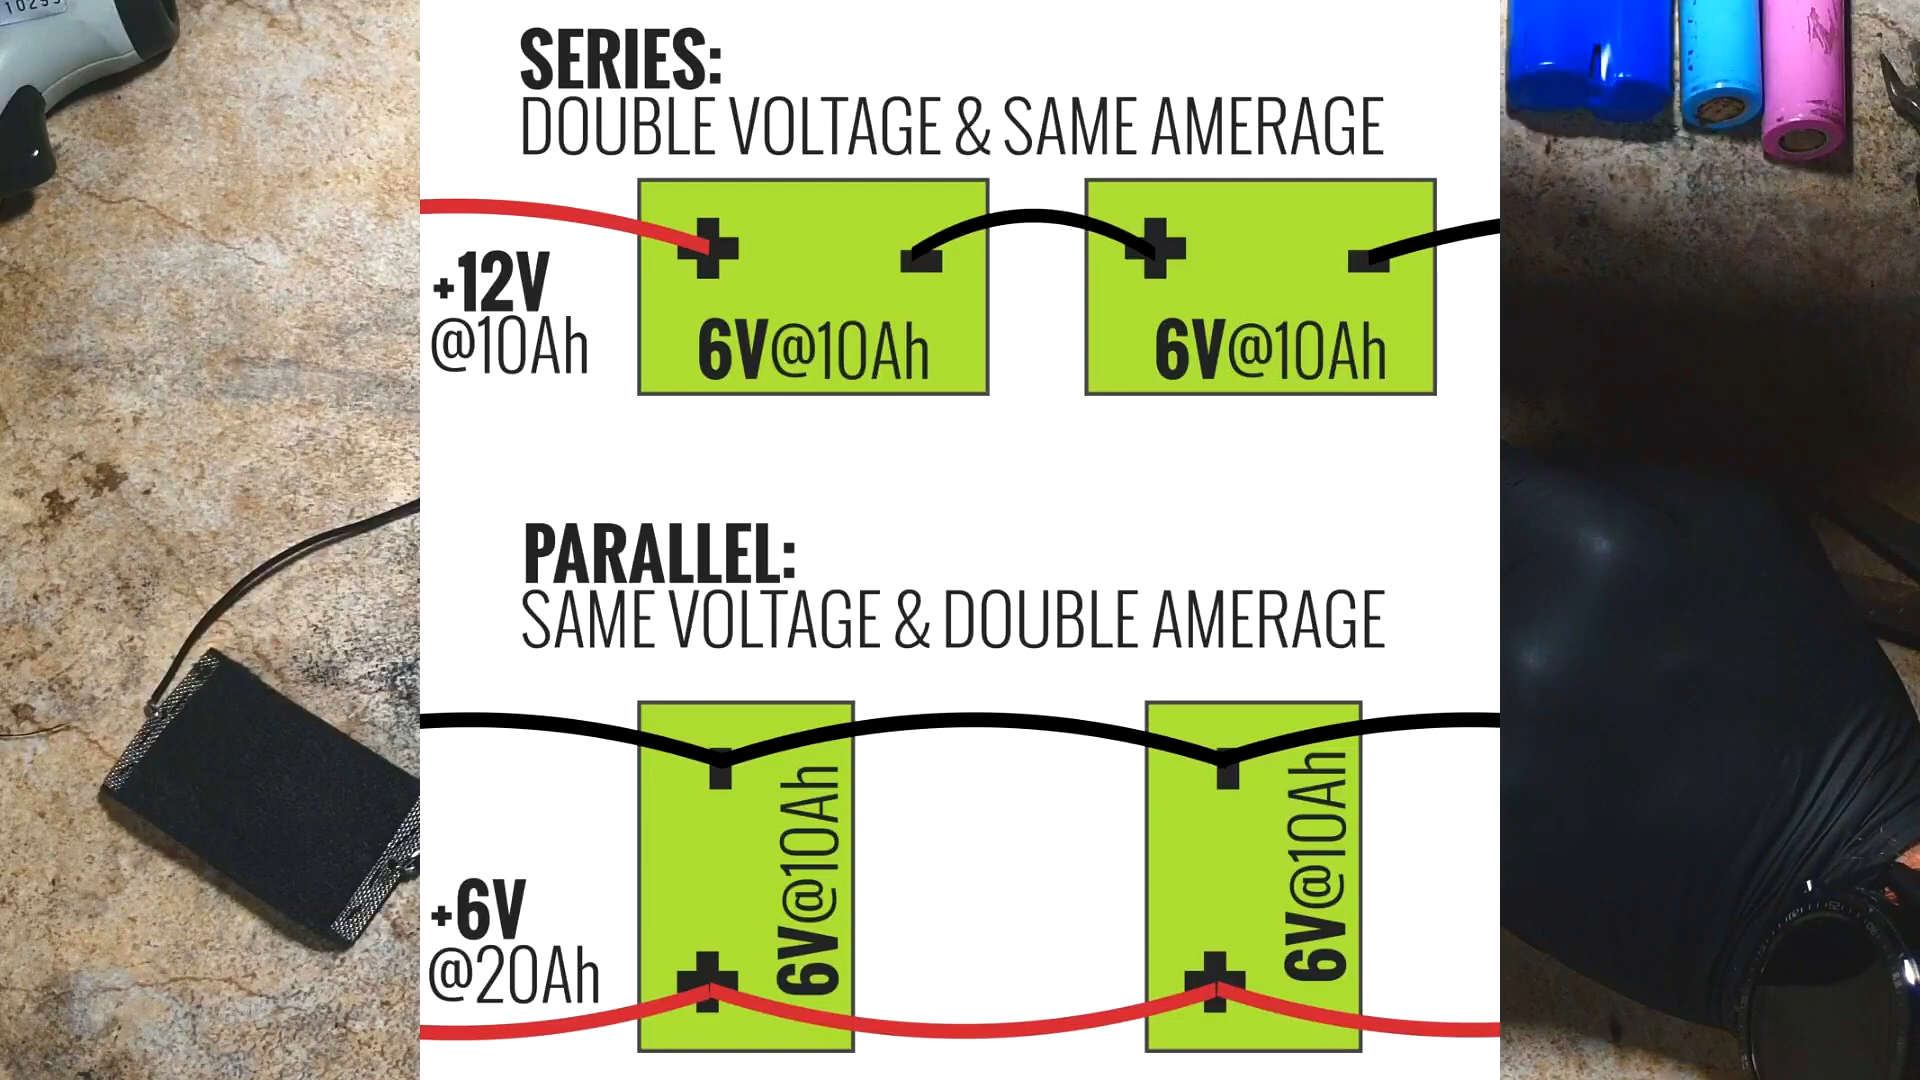 SERIES:
DOUBLE VOLTAGE & SAME AMERAGE
+12V
@10Ah
6V@10Ah
6V@10Ah
PARALLEL:
SAME VOLTAGE & DOUBLE AMERAGE
6V@10Ah
6V@10Ah
+6V
@20Ah